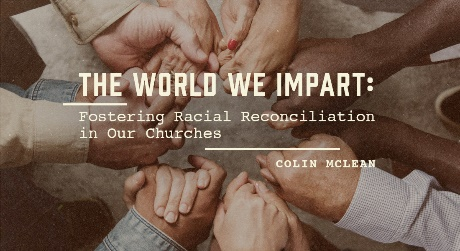 THE WORLD WE IMPART:
Fostering Racial Reconciliation
in Our Churches
COLIN MCLEAN